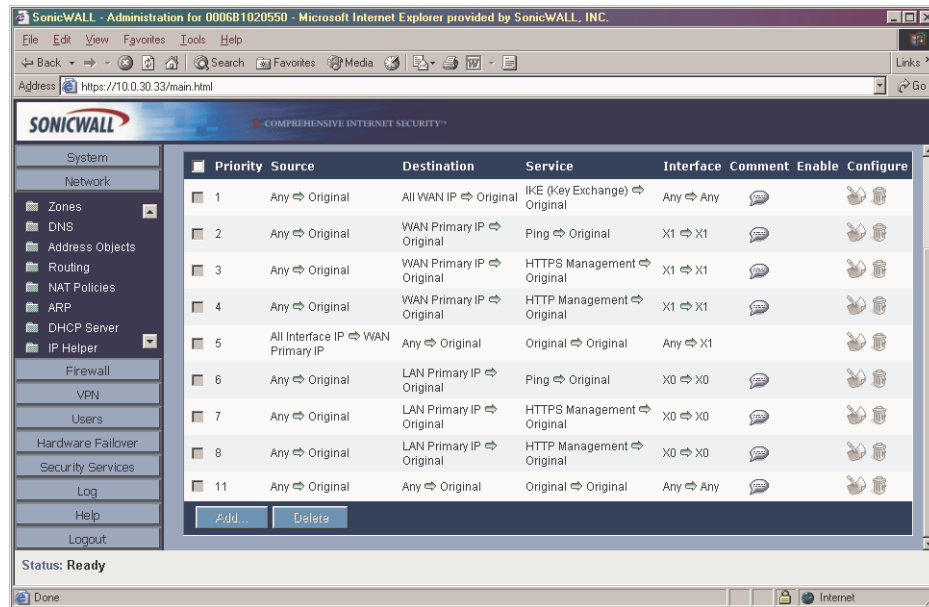 SonicWALL - Administration for 0006B1020550 - Microsoft Internet Explorer provided by SonicWALL, INC.
File Edit View Favorites Tools Help
Back Search Favorites Media Links »
Address https://10.0.30.33/main.html Go
SONICWALL COMPREHENSIVE INTERNET SECURITY™
System
Network
Zones
DNS
Address Objects
Routing
NAT Policies
ARP
DHCP Server
IP Helper
Firewall
VPN
Users
Hardware Failover
Security Services
Log
Help
Logout
Priority Source Destination Service Interface Comment Enable Configure
1 Any ⇨ Original All WAN IP ⇨ Original IKE (Key Exchange) ⇨ Original Any ⇨ Any
2 Any ⇨ Original WAN Primary IP ⇨ Original Ping ⇨ Original X1 ⇨ X1
3 Any ⇨ Original WAN Primary IP ⇨ Original HTTPS Management ⇨ Original X1 ⇨ X1
4 Any ⇨ Original WAN Primary IP ⇨ Original HTTP Management ⇨ Original X1 ⇨ X1
5 All Interface IP ⇨ WAN Primary IP Any ⇨ Original Original ⇨ Original Any ⇨ X1
6 Any ⇨ Original LAN Primary IP ⇨ Original Ping ⇨ Original X0 ⇨ X0
7 Any ⇨ Original LAN Primary IP ⇨ Original HTTPS Management ⇨ Original X0 ⇨ X0
8 Any ⇨ Original LAN Primary IP ⇨ Original HTTP Management ⇨ Original X0 ⇨ X0
11 Any ⇨ Original Any ⇨ Original Original ⇨ Original Any ⇨ Any
Add... Delete
Status: Ready
Done Internet